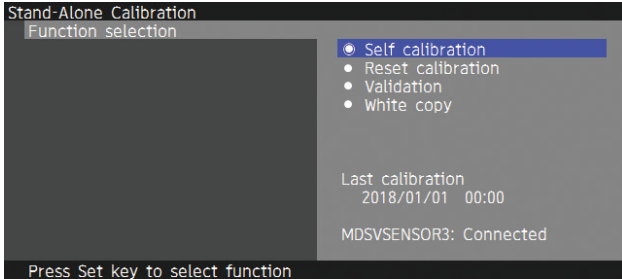 Stand-Alone Calibration
Function selection
Self calibration
Reset calibration
Validation
White copy
Last calibration
2018/01/01 00:00
MDSVSENSOR3: Connected
Press Set key to select function